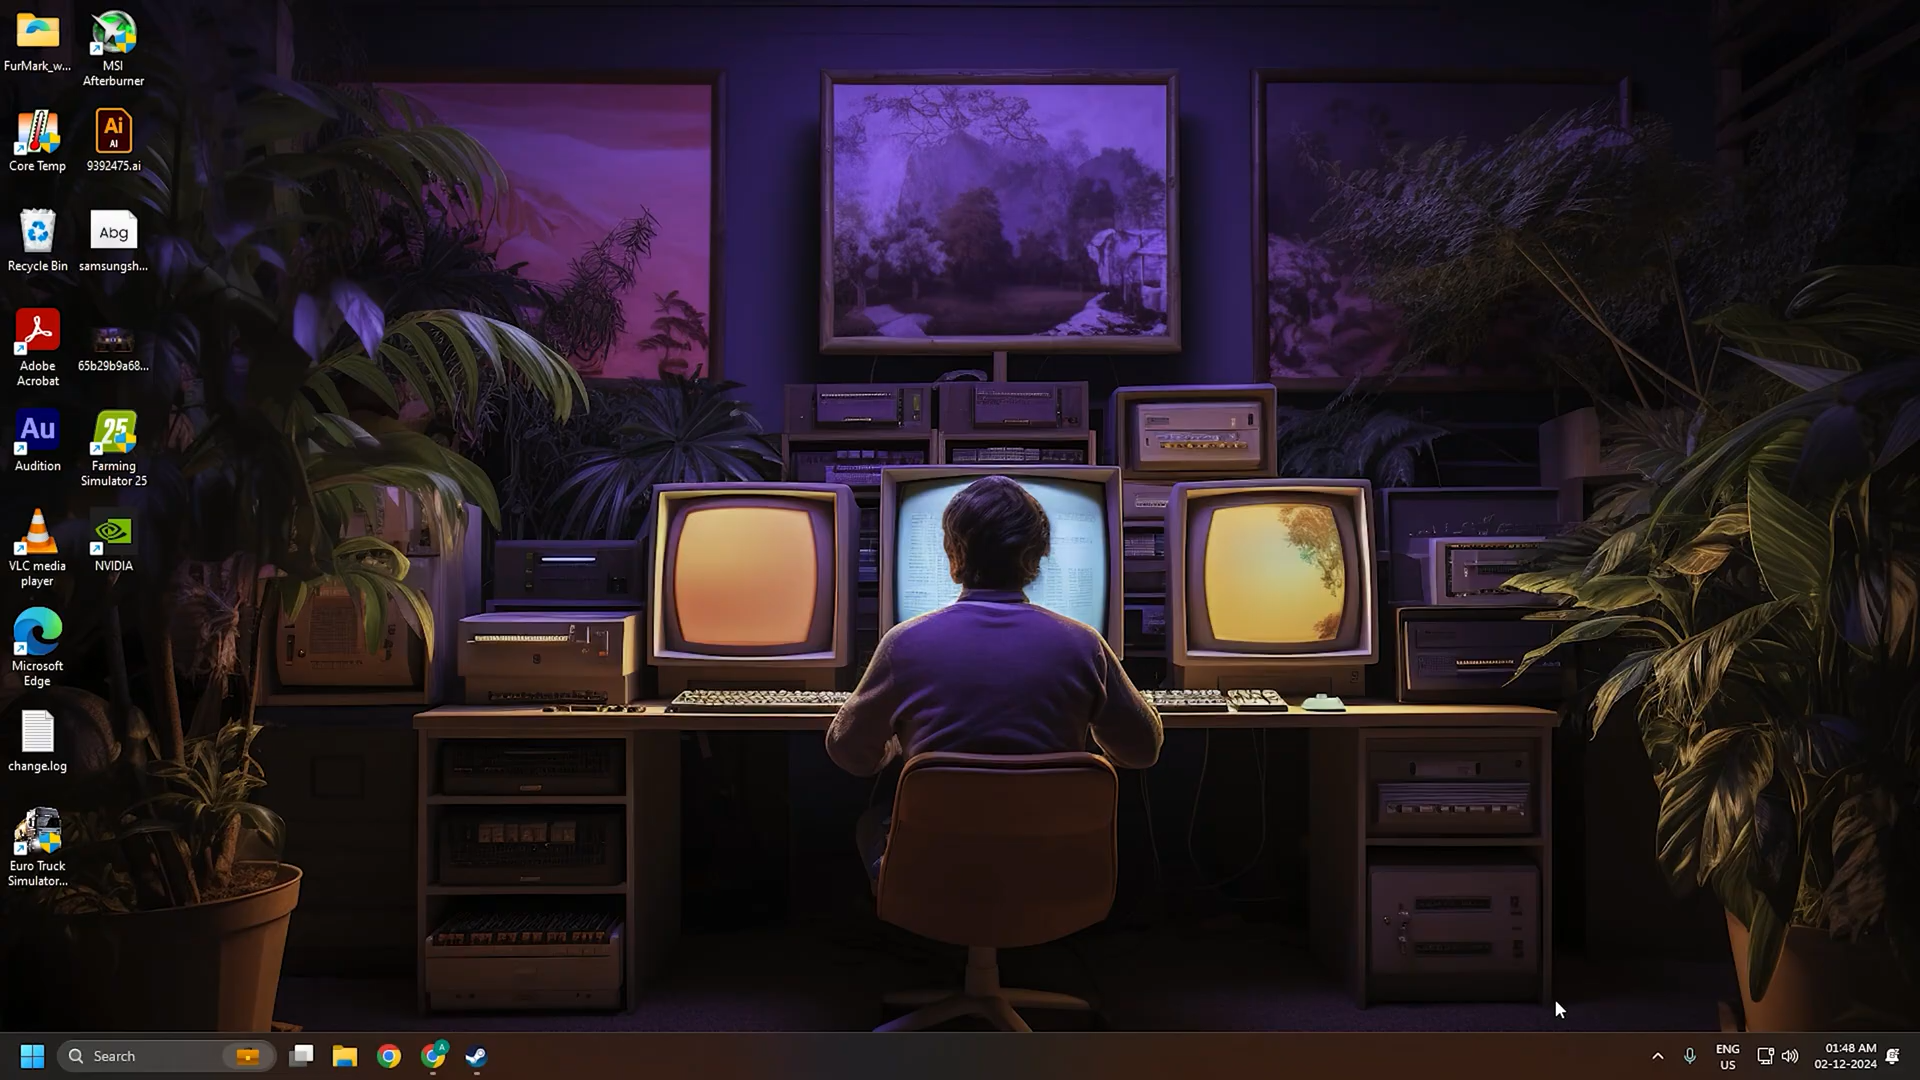 FurMark_w...
MSI
Afterburner
Core Temp
Ai
AI
9392475.ai
Recycle Bin
Abg
samsungsh...
Adobe
Acrobat
65b29b9a68...
Au
Audition
25
Farming
Simulator 25
VLC media
player
NVIDIA
Microsoft
Edge
change.log
Euro Truck
Simulator...
Search
A
ENG
US
01:48 AM
02-12-2024